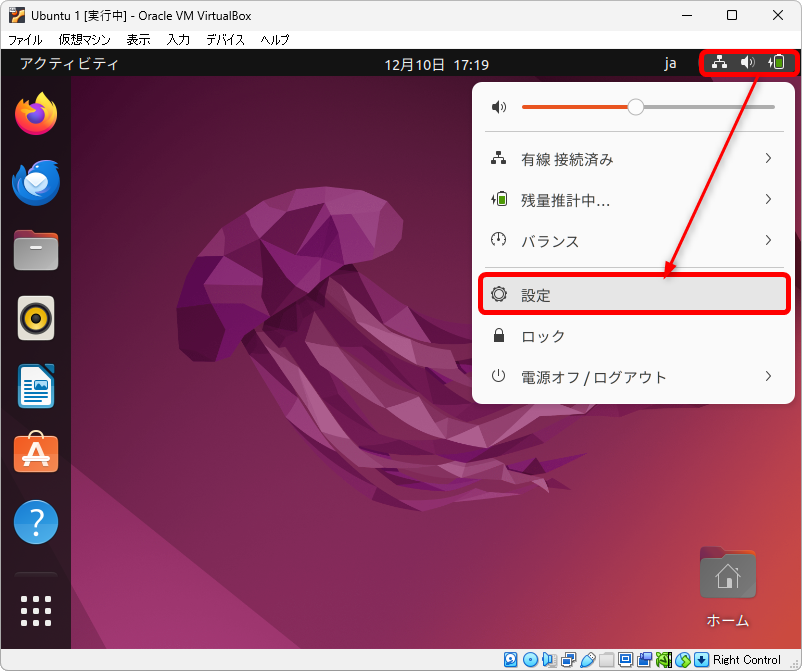 Ubuntu 1 [実行中] - Oracle VM VirtualBox
ファイル 仮想マシン 表示 入力 デバイス ヘルプ
アクティビティ 12月10日 17:19 ja
有線 接続済み
残量推計中...
バランス
設定
ロック
電源オフ / ログアウト
ホーム
Right Control